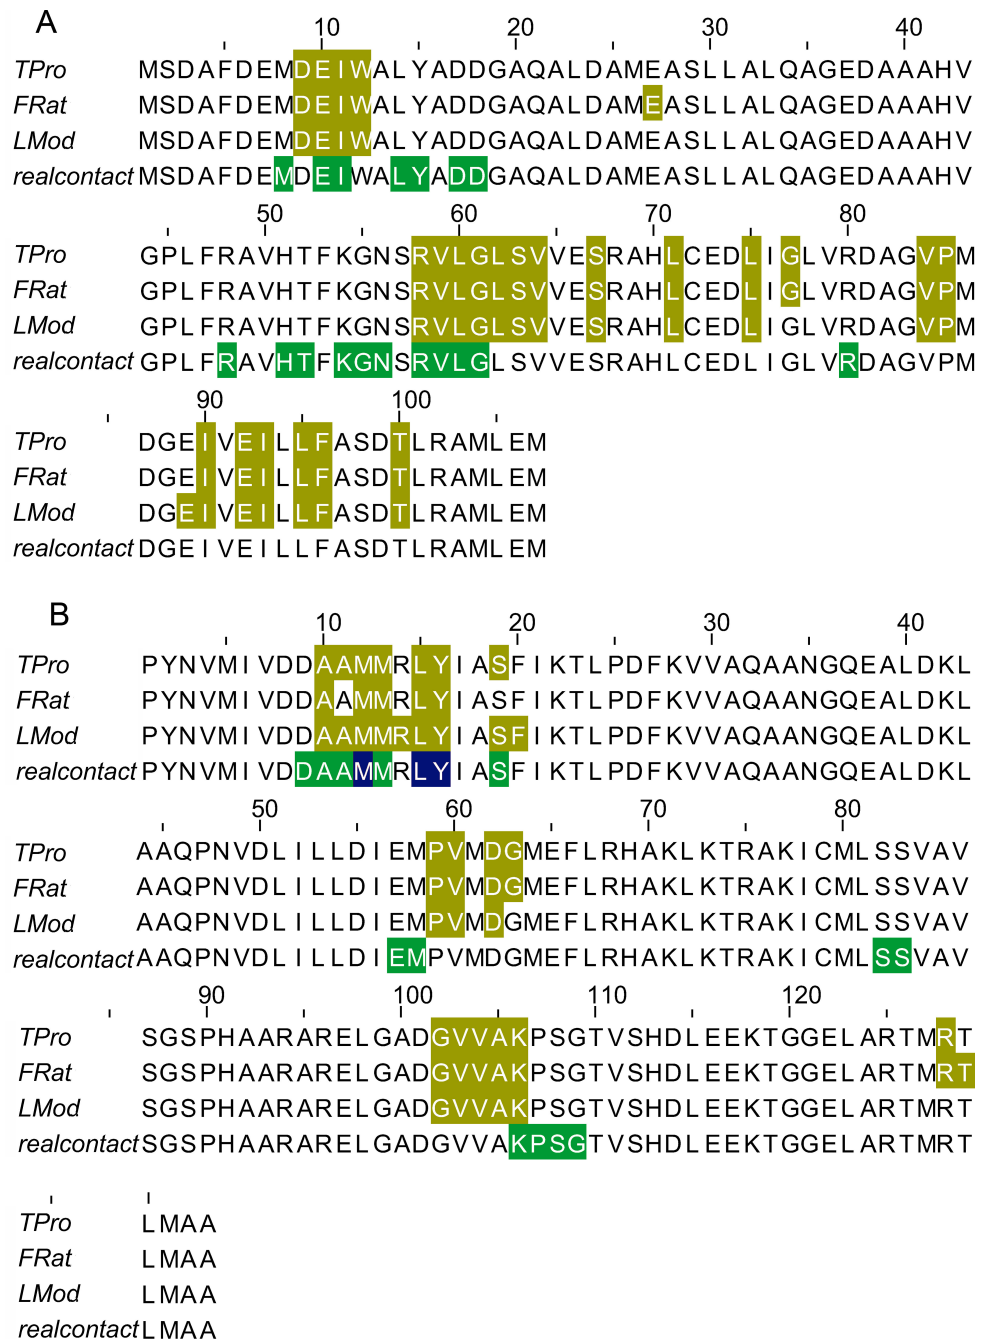 A
10 20 30 40
TPro MSDAFDEMDEIWALYADDGAQALDAMEASLLALQAGEDAAAHV
FRat MSDAFDEMDEIWALYADDGAQALDAMEASLLALQAGEDAAAHV
LMod MSDAFDEMDEIWALYADDGAQALDAMEASLLALQAGEDAAAHV
realcontact MSDAFDEMDEIWALYADDGAQALDAMEASLLALQAGEDAAAHV
50 60 70 80
TPro GPLFRAVHTFKGNSRVLGLSVVESRAHLCEDLIGLVRDAGVPM
FRat GPLFRAVHTFKGNSRVLGLSVVESRAHLCEDLIGLVRDAGVPM
LMod GPLFRAVHTFKGNSRVLGLSVVESRAHLCEDLIGLVRDAGVPM
realcontact GPLFRAVHTFKGNSRVLGLSVVESRAHLCEDLIGLVRDAGVPM
90 100
TPro DGEIVEILLFASDTLRAMLEM
FRat DGEIVEILLFASDTLRAMLEM
LMod DGEIVEILLFASDTLRAMLEM
realcontact DGEIVEILLFASDTLRAMLEM
B
10 20 30 40
TPro PYNVMIVDDAAMMRLYIASFIKTLPDFKVVAQAANGQEALDKL
FRat PYNVMIVDDAAMMRLYIASFIKTLPDFKVVAQAANGQEALDKL
LMod PYNVMIVDDAAMMRLYIASFIKTLPDFKVVAQAANGQEALDKL
realcontact PYNVMIVDDAAMMRLYIASFIKTLPDFKVVAQAANGQEALDKL
50 60 70 80
TPro AAQPNVDLILLDIEMPVMDGMEFLRHAKLKTRAKICMLSSVAV
FRat AAQPNVDLILLDIEMPVMDGMEFLRHAKLKTRAKICMLSSVAV
LMod AAQPNVDLILLDIEMPVMDGMEFLRHAKLKTRAKICMLSSVAV
realcontact AAQPNVDLILLDIEMPVMDGMEFLRHAKLKTRAKICMLSSVAV
90 100 110 120
TPro SGSPHAARARELGADGVVAKPSGTVSHDLEEKTGGELARTMRT
FRat SGSPHAARARELGADGVVAKPSGTVSHDLEEKTGGELARTMRT
LMod SGSPHAARARELGADGVVAKPSGTVSHDLEEKTGGELARTMRT
realcontact SGSPHAARARELGADGVVAKPSGTVSHDLEEKTGGELARTMRT
TPro LMAA
FRat LMAA
LMod LMAA
realcontact LMAA